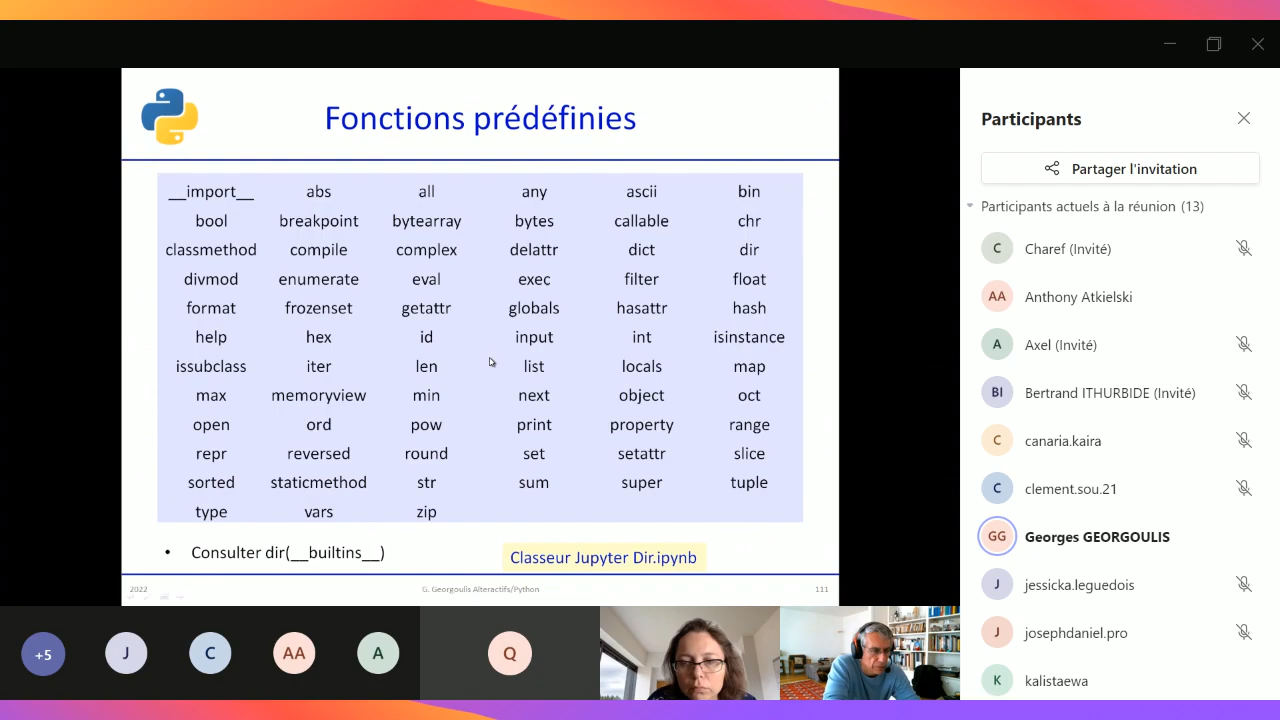 Fonctions prédéfinies
__import__ abs all any ascii bin
bool breakpoint bytearray bytes callable chr
classmethod compile complex delattr dict dir
divmod enumerate eval exec filter float
format frozenset getattr globals hasattr hash
help hex id input int isinstance
issubclass iter len list locals map
max memoryview min next object oct
open ord pow print property range
repr reversed round set setattr slice
sorted staticmethod str sum super tuple
type vars zip
• Consulter dir(__builtins__)
Classeur Jupyter Dir.ipynb
2022
G. Georgoulis Alteractifs/Python
111
+5
J
C
AA
A
Q
Participants
Partager l'invitation
Participants actuels à la réunion (13)
C Charef (Invité)
AA Anthony Atkielski
A Axel (Invité)
BI Bertrand ITHURBIDE (Invité)
C canaria.kaira
C clement.sou.21
GG Georges GEORGOULIS
J jessicka.leguedois
J josephdaniel.pro
K kalistaewa